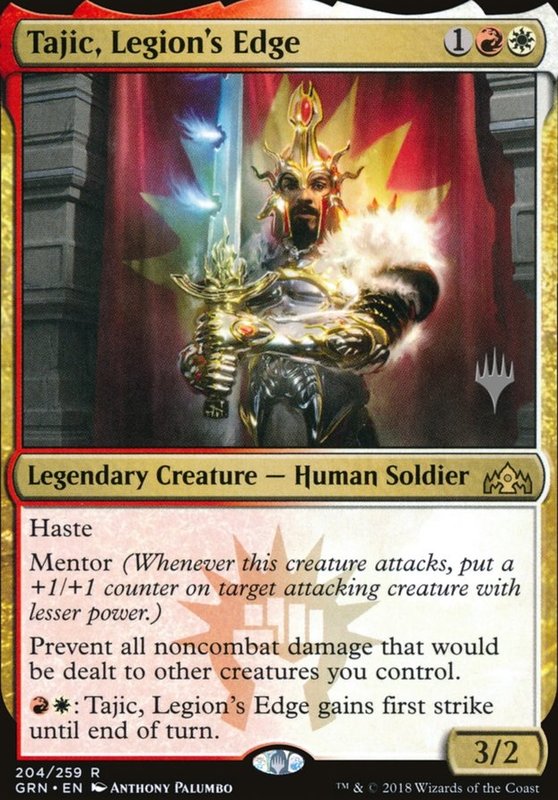 Tajic, Legion's Edge 1
Legendary Creature — Human Soldier
Haste
Mentor (Whenever this creature attacks, put a
+1/+1 counter on target attacking creature with
lesser power.)
Prevent all noncombat damage that would
be dealt to other creatures you control.
: Tajic, Legion's Edge gains first strike
until end of turn.
3/2
204/259 R
GRN • EN Anthony Palumbo
™ & © 2018 Wizards of the Coast